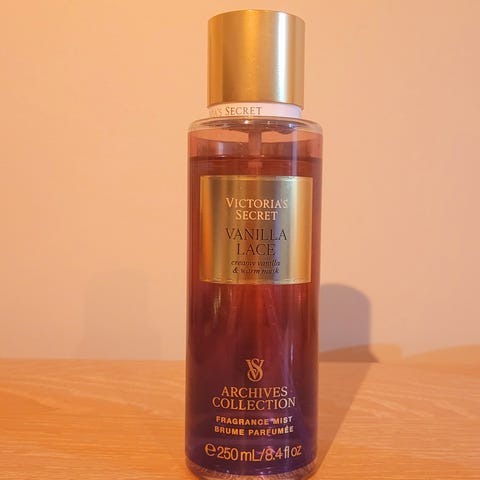 A'S SECRET
VICTORIA'S
SECRET
VANILLA
LACE
creamy vanilla
& warm musk
VS
ARCHIVES
COLLECTION
FRAGRANCE MIST
BRUME PARFUMÉE
℮ 250 mL/8.4 fl oz